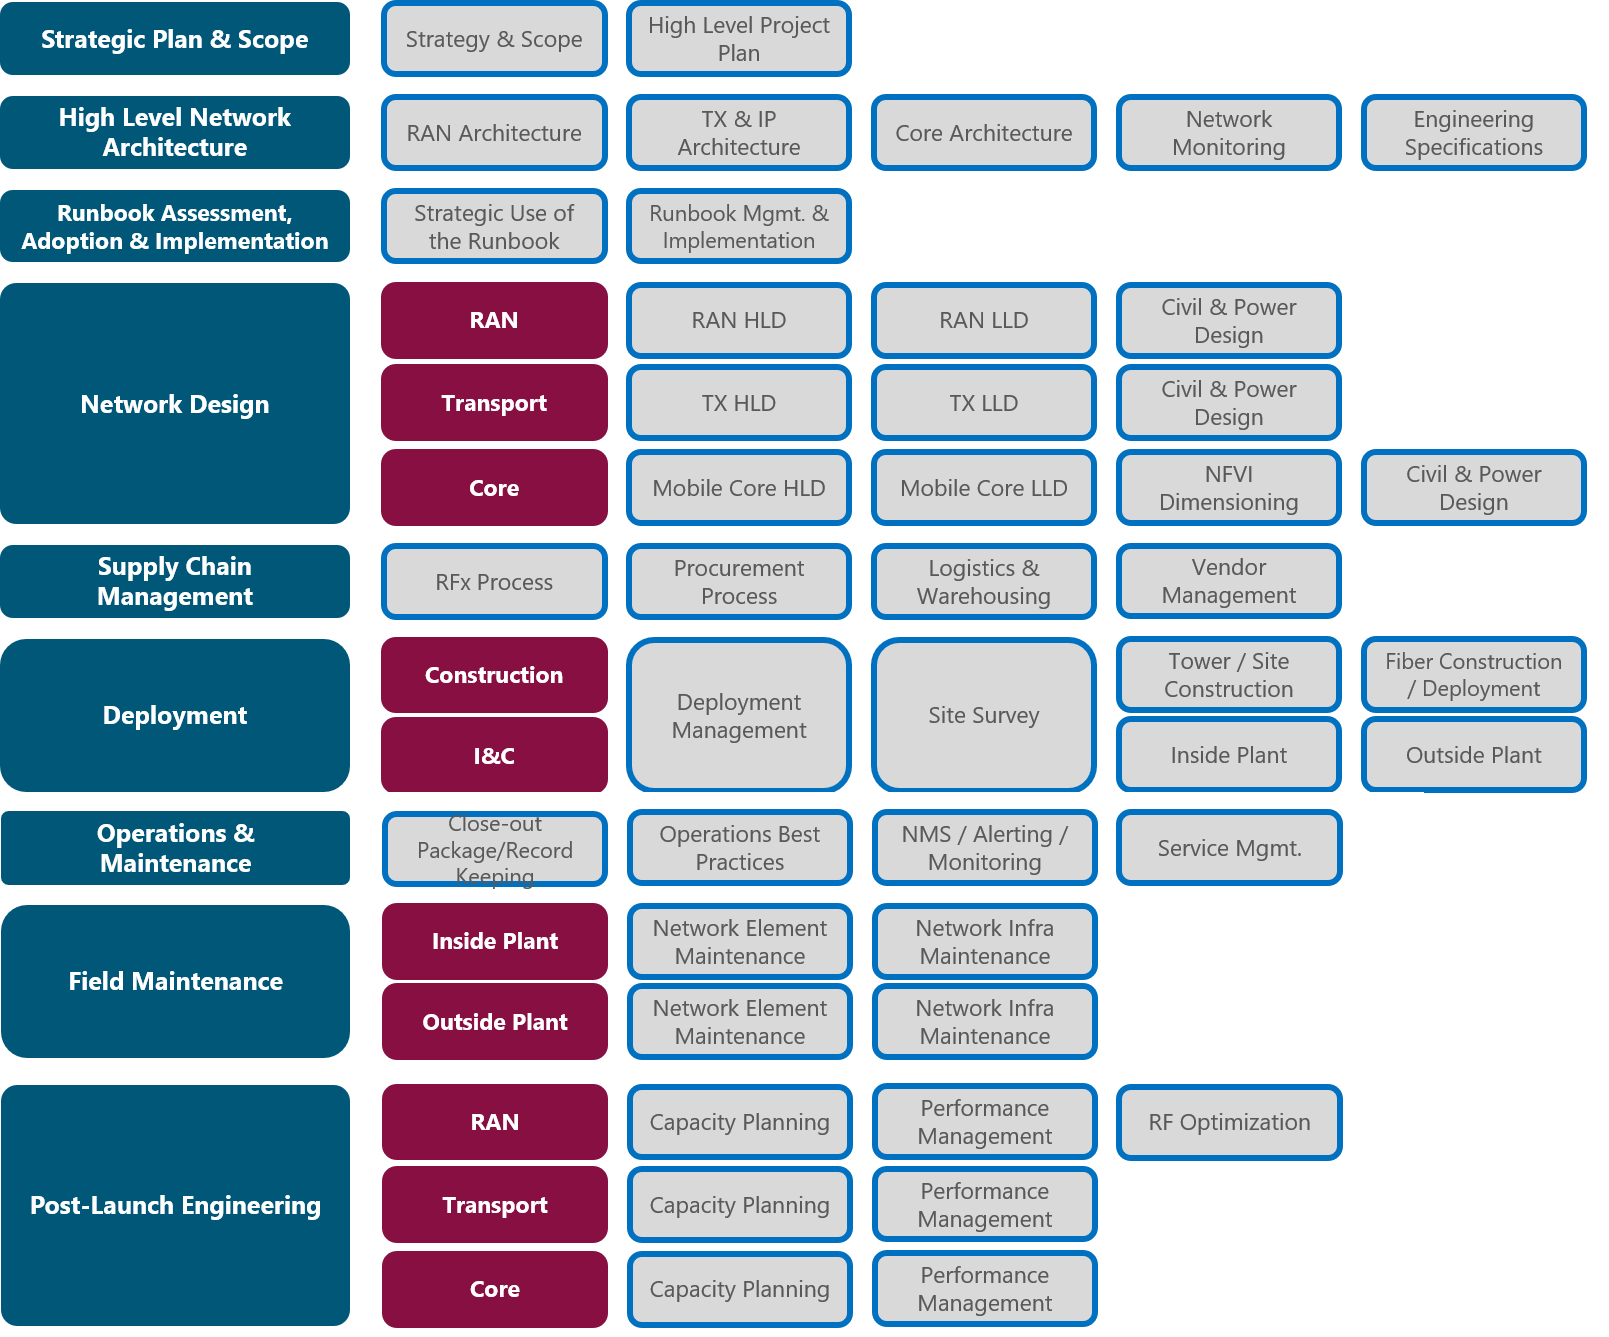 Strategic Plan & Scope
Strategy & Scope
High Level Project
Plan
High Level Network
Architecture
RAN Architecture
TX & IP
Architecture
Core Architecture
Network
Monitoring
Engineering
Specifications
Runbook Assessment,
Adoption & Implementation
Strategic Use of
the Runbook
Runbook Mgmt. &
Implementation
Network Design
RAN
RAN HLD
RAN LLD
Civil & Power
Design
Transport
TX HLD
TX LLD
Civil & Power
Design
Core
Mobile Core HLD
Mobile Core LLD
NFVI
Dimensioning
Civil & Power
Design
Supply Chain
Management
RFx Process
Procurement
Process
Logistics &
Warehousing
Vendor
Management
Deployment
Construction
I&C
Deployment
Management
Site Survey
Tower / Site
Construction
Fiber Construction
/ Deployment
Inside Plant
Outside Plant
Operations &
Maintenance
Close-out
Package/Record
Keeping
Operations Best
Practices
NMS / Alerting /
Monitoring
Service Mgmt.
Field Maintenance
Inside Plant
Network Element
Maintenance
Network Infra
Maintenance
Outside Plant
Network Element
Maintenance
Network Infra
Maintenance
Post-Launch Engineering
RAN
Capacity Planning
Performance
Management
RF Optimization
Transport
Capacity Planning
Performance
Management
Core
Capacity Planning
Performance
Management